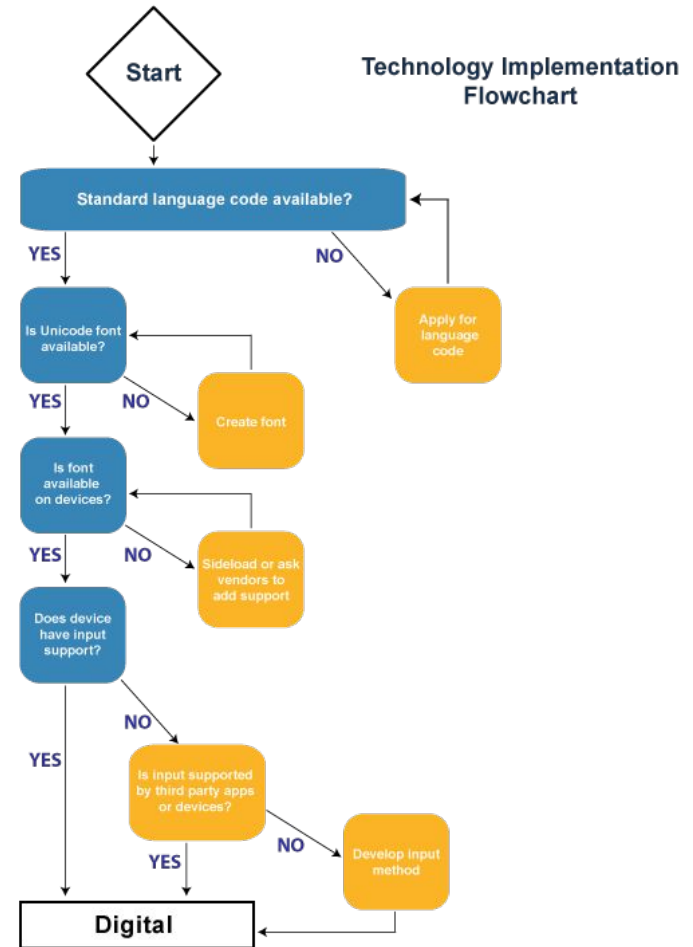 Start
Technology Implementation
Flowchart
Standard language code available?
YES
NO
Is Unicode font
available?
Apply for
language
code
YES
NO
Create font
Is font
available
on devices?
YES
NO
Sideload or ask
vendors to
add support
Does device
have input
support?
NO
YES
Is input supported
by third party apps
or devices?
YES
NO
Develop input
method
Digital